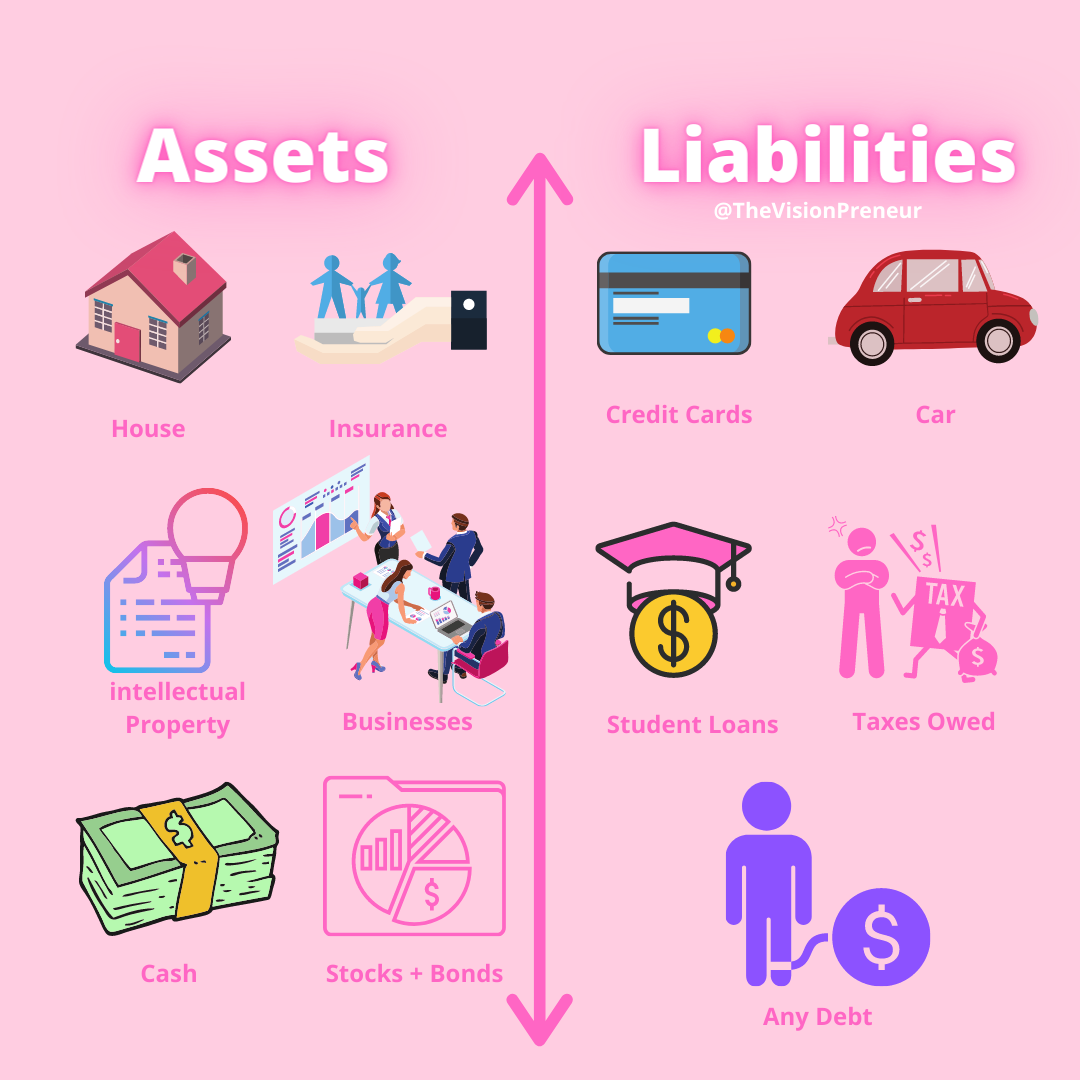 Assets
Liabilities
@TheVisionPreneur
House
Insurance
Credit Cards
Car
intellectual
Property
Businesses
Student Loans
TAX
$
$
$
$
Taxes Owed
$
Cash
$
Stocks + Bonds
$
Any Debt